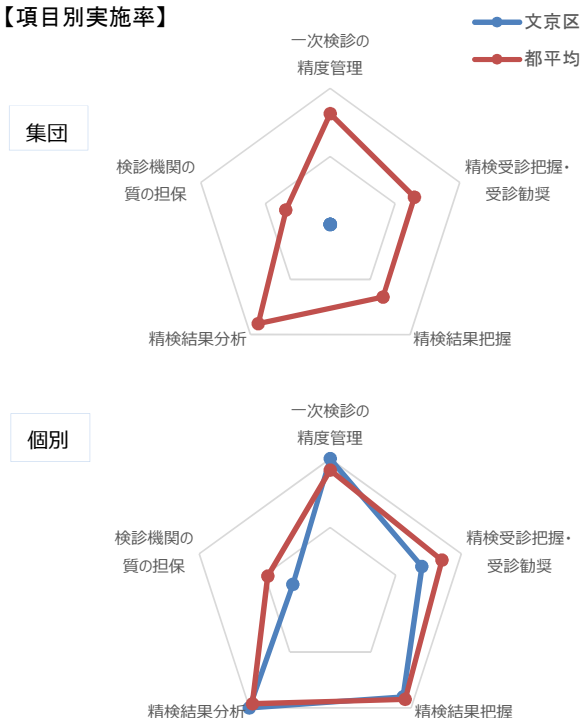 【項目別実施率】
文京区
都平均
集団
一次検診の
精度管理
精検受診把握・
受診勧奨
精検結果把握
精検結果分析
検診機関の
質の担保
個別
一次検診の
精度管理
精検受診把握・
受診勧奨
精検結果把握
精検結果分析
検診機関の
質の担保